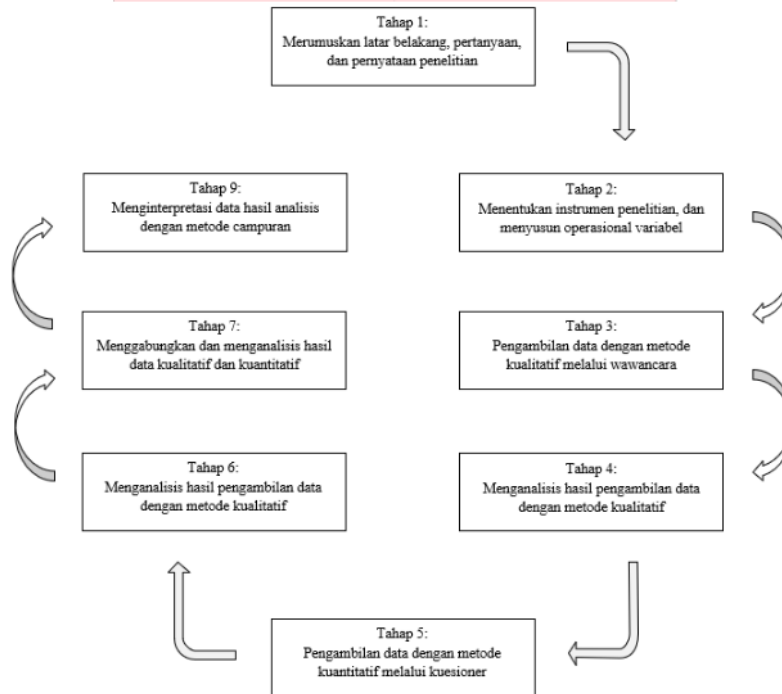 Tahap 1:
Merumuskan latar belakang, pertanyaan,
dan pernyataan penelitian
Tahap 2:
Menentukan instrumen penelitian, dan
menyusun operasional variabel
Tahap 3:
Pengambilan data dengan metode
kualitatif melalui wawancara
Tahap 4:
Menganalisis hasil pengambilan data
dengan metode kualitatif
Tahap 5:
Pengambilan data dengan metode
kuantitatif melalui kuesioner
Tahap 6:
Menganalisis hasil pengambilan data
dengan metode kualitatif
Tahap 7:
Menggabungkan dan menganalisis hasil
data kualitatif dan kuantitatif
Tahap 9:
Menginterpretasi data hasil analisis
dengan metode campuran